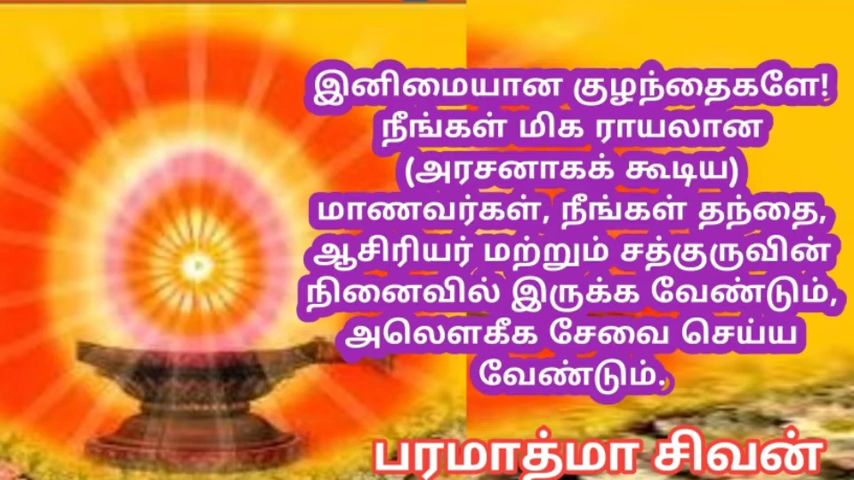 இனிமையான குழந்தைகளே!
நீங்கள் மிக ராயலான
(அரசனாகக் கூடிய)
மாணவர்கள், நீங்கள் தந்தை,
ஆசிரியர் மற்றும் சத்குருவின்
நினைவில் இருக்க வேண்டும்,
அலௌகீக சேவை செய்ய
வேண்டும்.
பரமாத்மா சிவன்